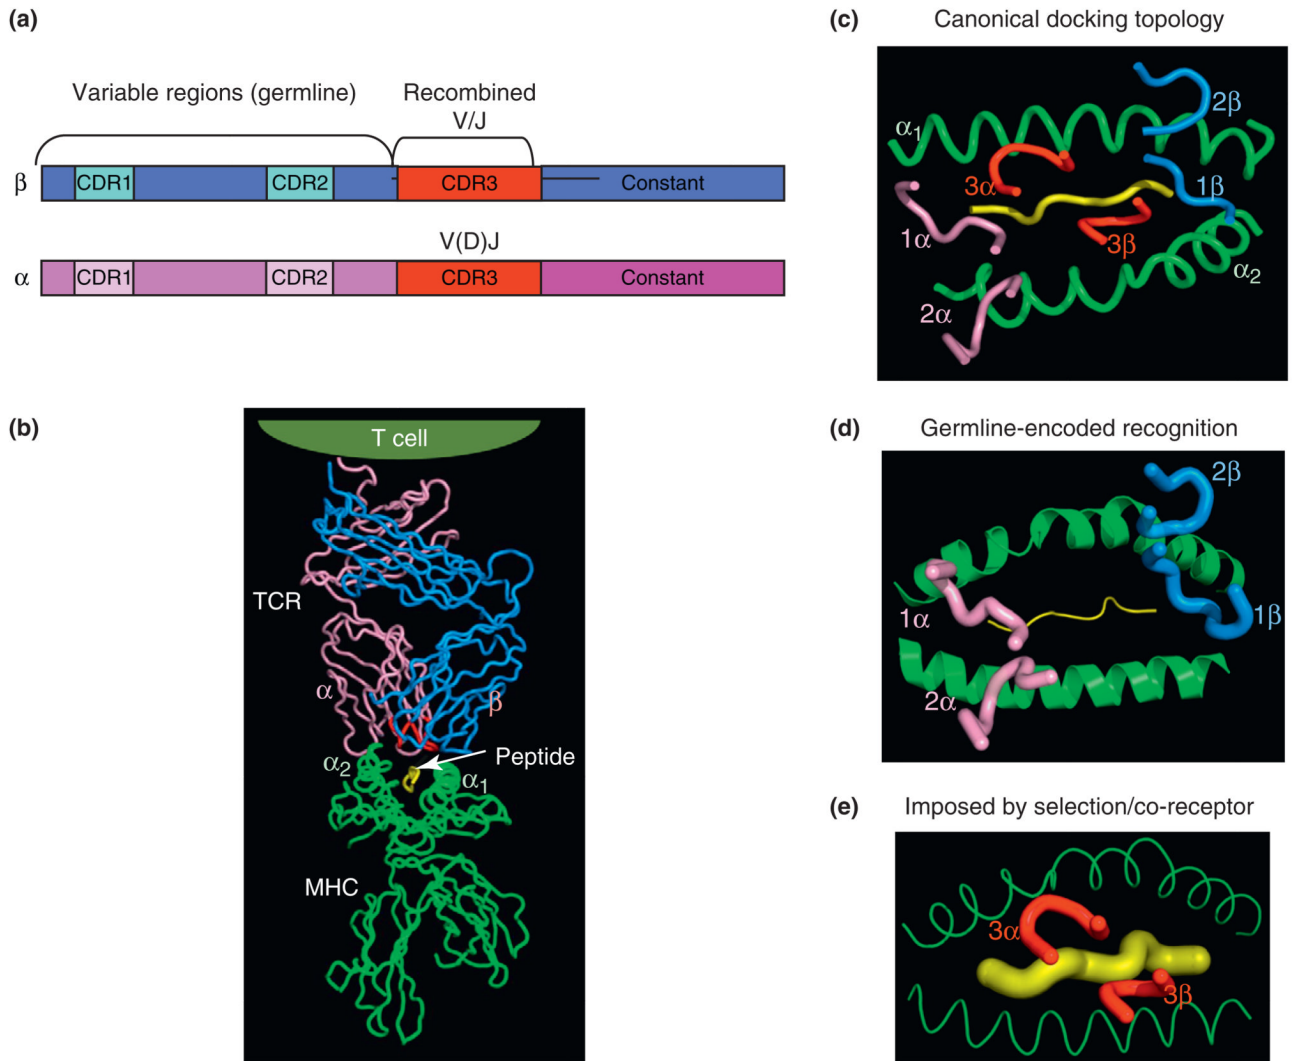 (a)
Variable regions (germline)
Recombined
V/J
β
CDR1
CDR2
CDR3
Constant
V(D)J
α
CDR1
CDR2
CDR3
Constant
(b)
T cell
TCR
α
β
Peptide
α2
α1
MHC
(c)
Canonical docking topology
2β
α1
3α
1β
1α
3β
α2
2α
(d)
Germline-encoded recognition
2β
1α
1β
2α
(e)
Imposed by selection/co-receptor
3α
3β